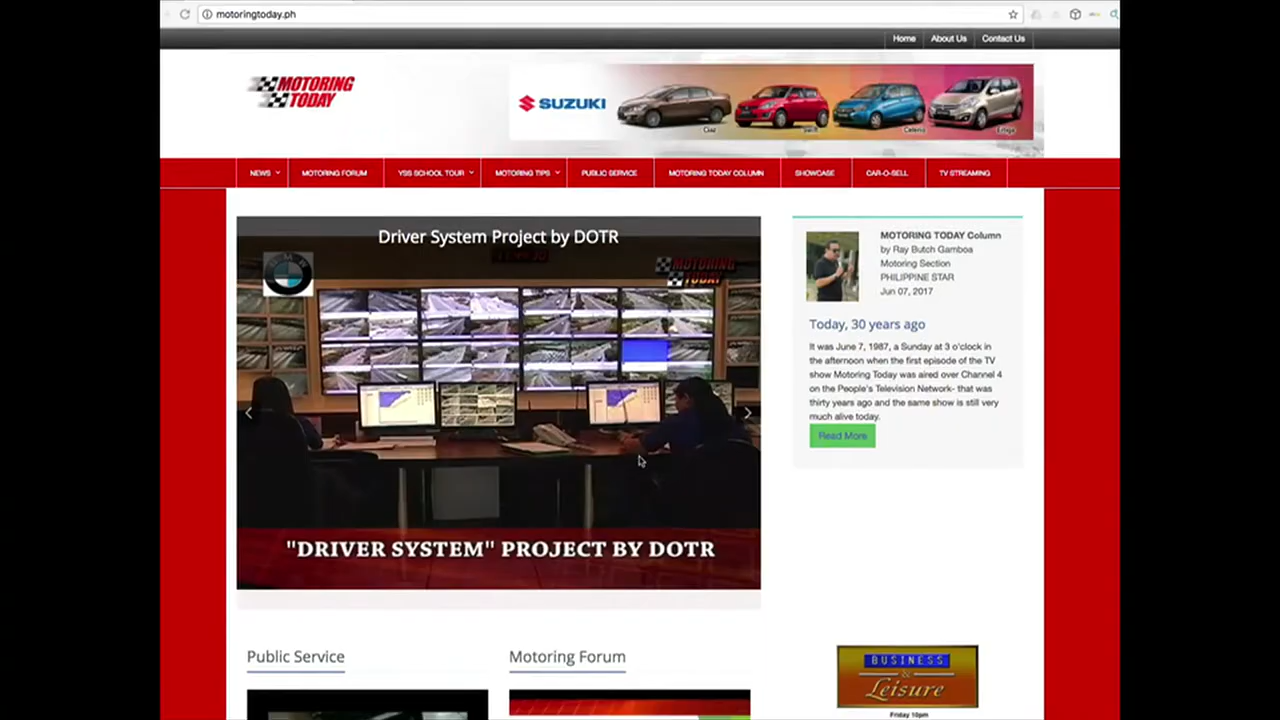 motoringtoday.ph
Home About Us Contact Us
MOTORING
TODAY
SUZUKI
Ciaz Swift Celerio Ertiga
NEWS MOTORING FORUM YSS SCHOOL TOUR MOTORING TIPS PUBLIC SERVICE MOTORING TODAY COLUMN SHOWCASE CAR-O-SELL TV STREAMING
Driver System Project by DOTR
BMW
MOTORING
TODAY
"DRIVER SYSTEM" PROJECT BY DOTR
MOTORING TODAY Column
by Ray Butch Gamboa
Motoring Section
PHILIPPINE STAR
Jun 07, 2017
Today, 30 years ago
It was June 7, 1987, a Sunday at 3 o'clock in
the afternoon when the first episode of the TV
show Motoring Today was aired over Channel 4
on the People's Television Network- that was
thirty years ago and the same show is still very
much alive today.
Read More
Public Service
Motoring Forum
BUSINESS
&
Leisure
Friday 10pm